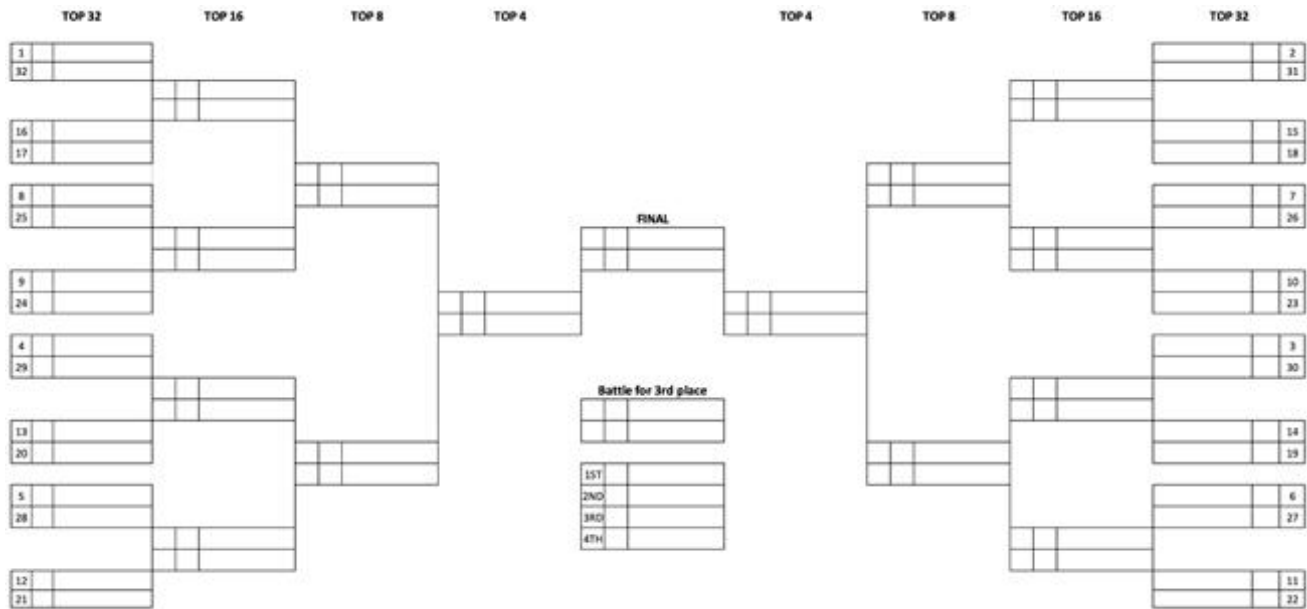 TOP 32 TOP 16 TOP 8 TOP 4 TOP 4 TOP 8 TOP 16 TOP 32
1 2
32 31
16 15
17 18
8 7
25 26
FINAL
9 10
24 23
4 3
29 30
Battle for 3rd place
13 14
20 19
1ST
5 6
2ND
28 27
3RD
4TH
12 11
21 22